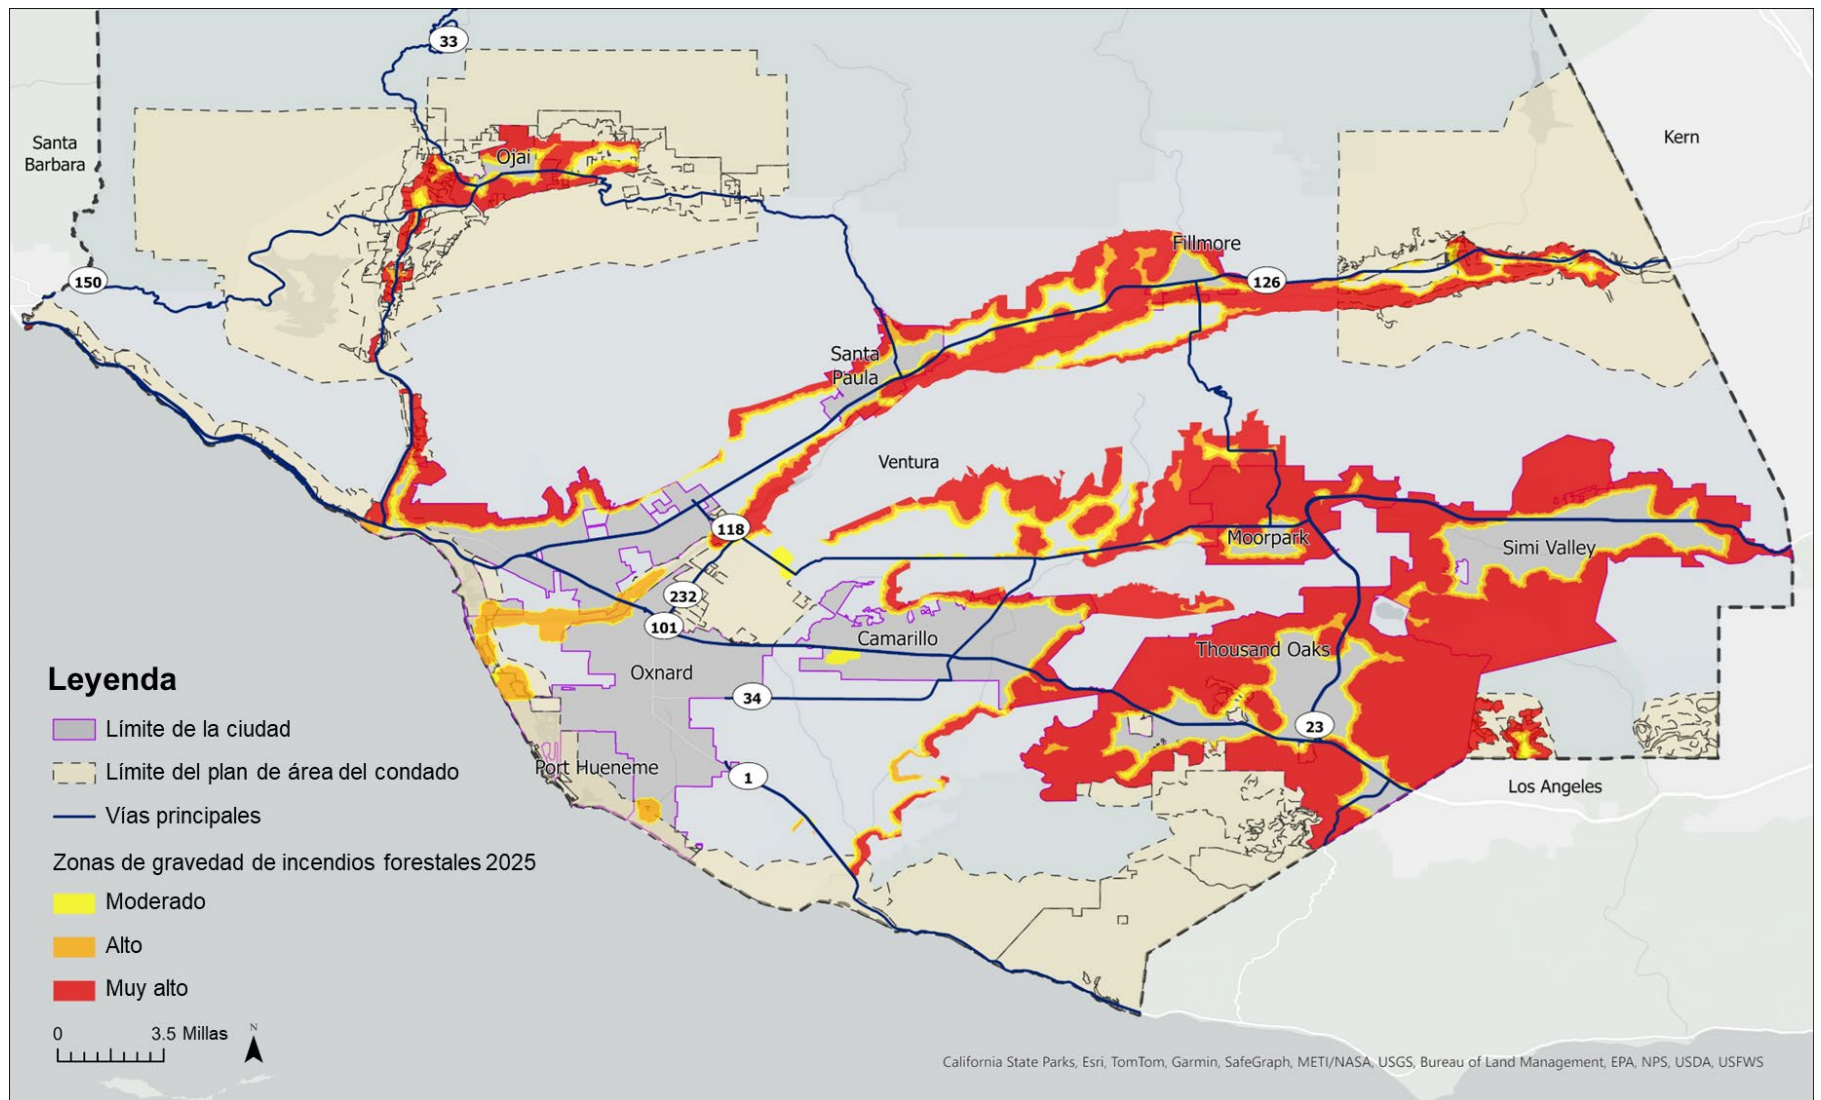 33
Santa
Barbara
Kern
Ojai
150
Fillmore
126
Santa
Paula
Ventura
118
Moorpark
Simi Valley
232
101
Camarillo
Thousand Oaks
Oxnard
34
23
Port Hueneme
1
Los Angeles
Leyenda
Límite de la ciudad
Límite del plan de área del condado
Vías principales
Zonas de gravedad de incendios forestales 2025
Moderado
Alto
Muy alto
0 3.5 Millas
N
California State Parks, Esri, TomTom, Garmin, SafeGraph, METI/NASA, USGS, Bureau of Land Management, EPA, NPS, USDA, USFWS